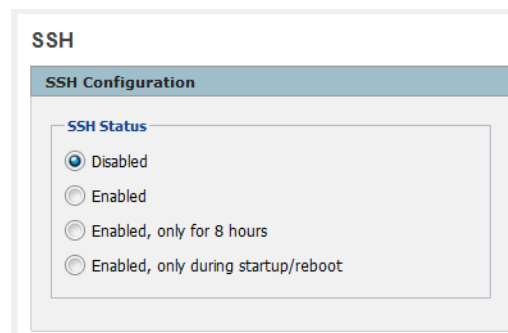 SSH
SSH Configuration
SSH Status
Disabled
Enabled
Enabled, only for 8 hours
Enabled, only during startup/reboot